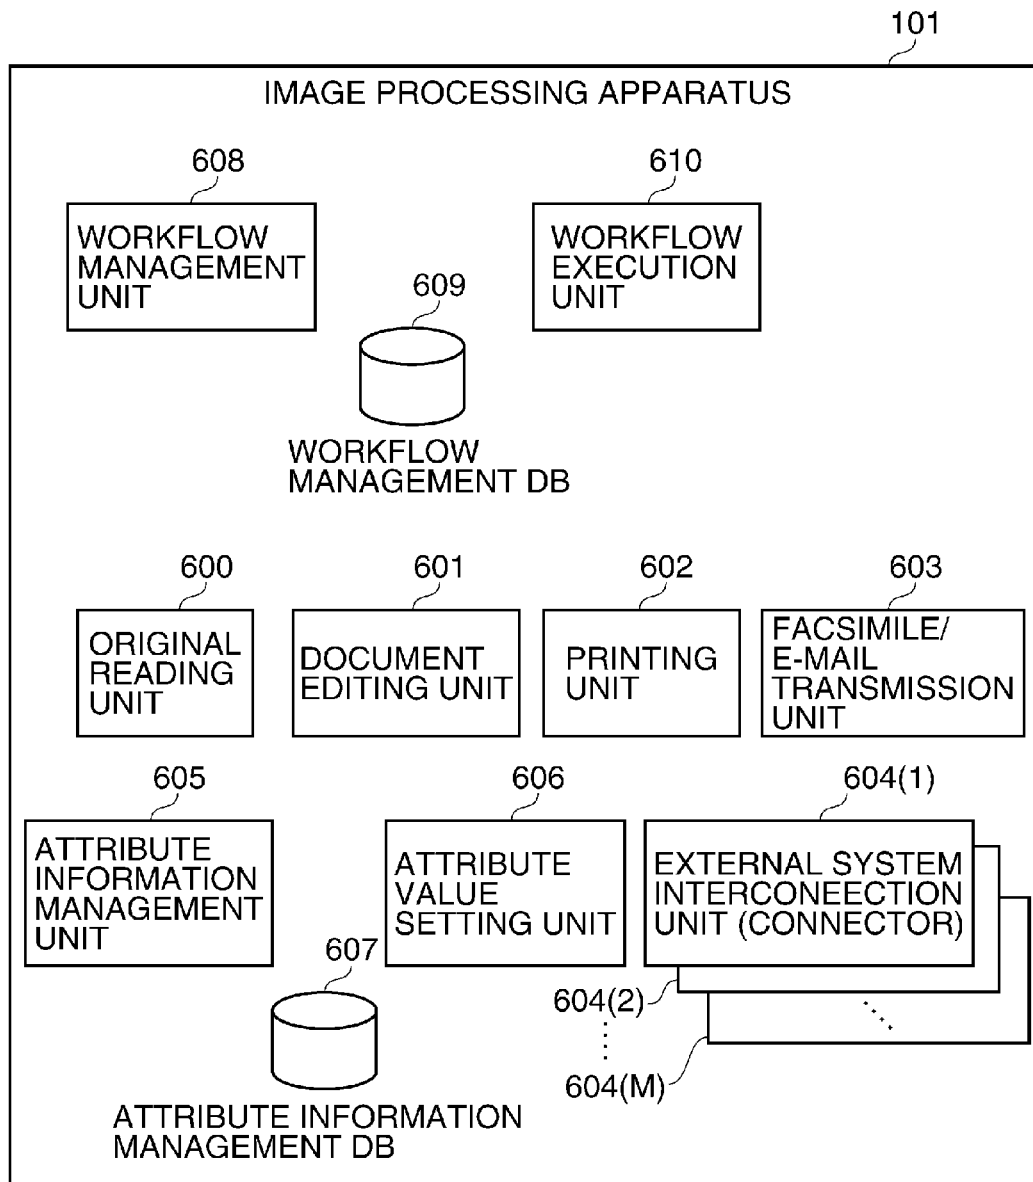 101
IMAGE PROCESSING APPARATUS
608
610
WORKFLOW
MANAGEMENT
UNIT
WORKFLOW
EXECUTION
UNIT
609
WORKFLOW
MANAGEMENT DB
600
601
602
603
ORIGINAL
READING
UNIT
DOCUMENT
EDITING UNIT
PRINTING
UNIT
FACSIMILE/
E-MAIL
TRANSMISSION
UNIT
605
606
604(1)
ATTRIBUTE
INFORMATION
MANAGEMENT
UNIT
ATTRIBUTE
VALUE
SETTING UNIT
EXTERNAL SYSTEM
INTERCONEECTION
UNIT (CONNECTOR)
607
604(2)
604(M)
ATTRIBUTE INFORMATION
MANAGEMENT DB